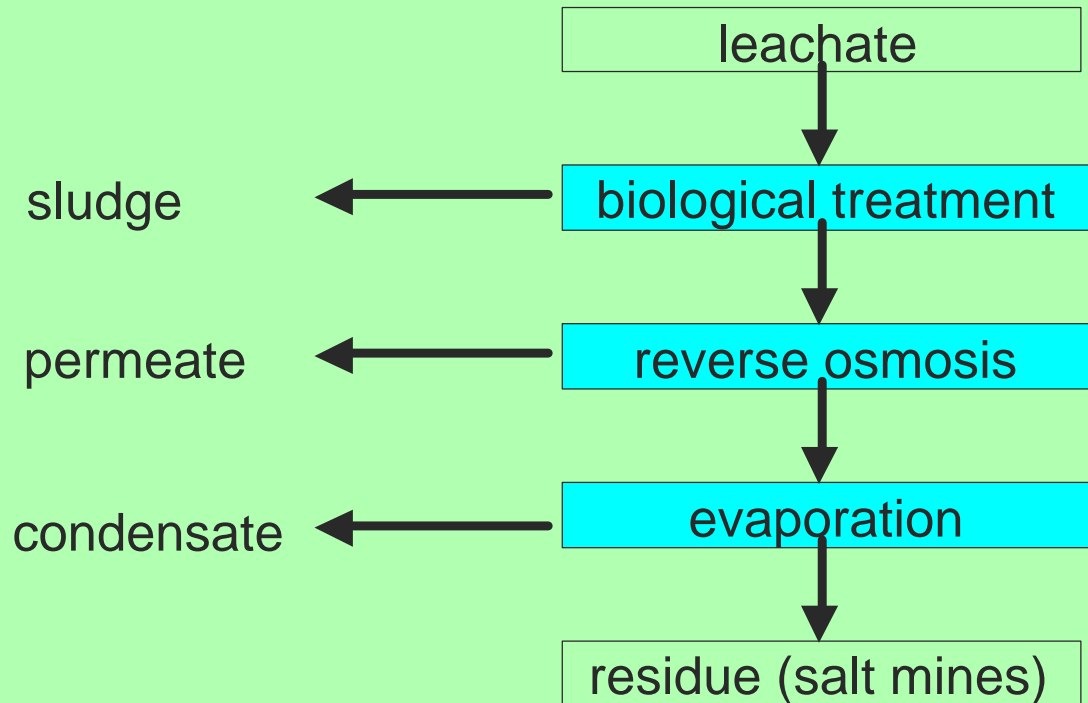 leachate
sludge
biological treatment
permeate
reverse osmosis
condensate
evaporation
residue (salt mines)